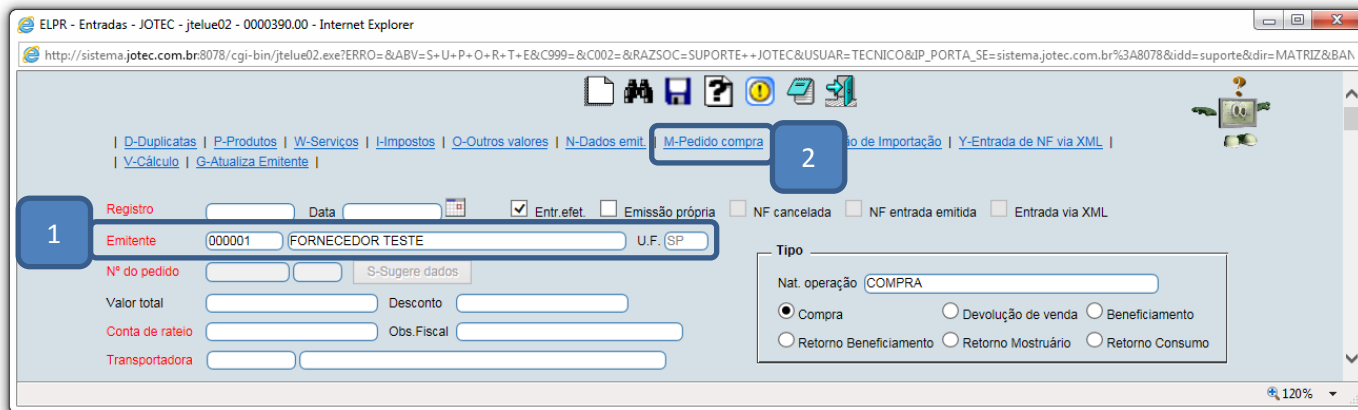 ELPR - Entradas - JOTEC - jtelue02 - 0000390.00 - Internet Explorer
http://sistema.jotec.com.br:8078/cgi-bin/jtelue02.exe?ERRO=&ABV=S+U+P+O+R+T+E&C999=&C002=&RAZSOC=SUPORTE++JOTEC&USUAR=TECNICO&IP_PORTA_SE=sistema.jotec.com.br%3A8078&idd=suporte&dir=MATRIZ&BAN
| D-Duplicatas | P-Produtos | W-Serviços | I-Impostos | O-Outros valores | N-Dados emit. | M-Pedido compra 2 ão de Importação | Y-Entrada de NF via XML |
| V-Cálculo | G-Atualiza Emitente |
Registro Data Entr.efet. Emissão própria NF cancelada NF entrada emitida Entrada via XML
1 Emitente 000001 FORNECEDOR TESTE U.F. SP
Tipo
Nº do pedido S-Sugere dados
Nat. operação COMPRA
Valor total Desconto
Compra Devolução de venda Beneficiamento
Conta de rateio Obs.Fiscal
Retorno Beneficiamento Retorno Mostruário Retorno Consumo
Transportadora
120%